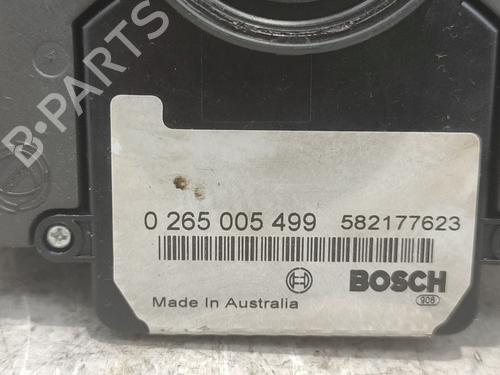 B-PARTS
0 265 005 499 582177623
BOSCH
908
Made In Australia